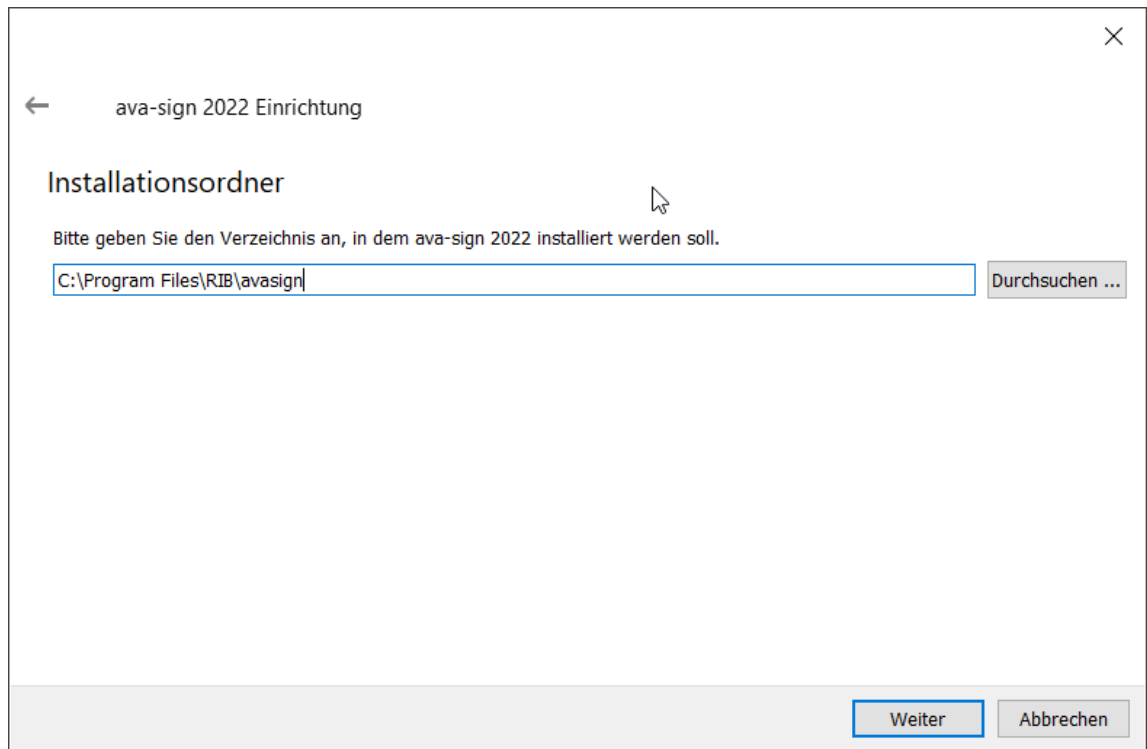 ava-sign 2022 Einrichtung
Installationsordner
Bitte geben Sie den Verzeichnis an, in dem ava-sign 2022 installiert werden soll.
C:\Program Files\RIB\avasign
Durchsuchen ...
Weiter
Abbrechen